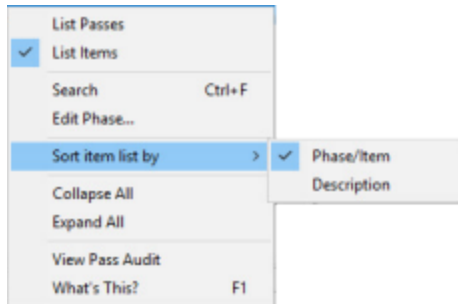 List Passes
List Items
Search Ctrl+F
Edit Phase...
Sort item list by
Phase/Item
Description
Collapse All
Expand All
View Pass Audit
What's This? F1